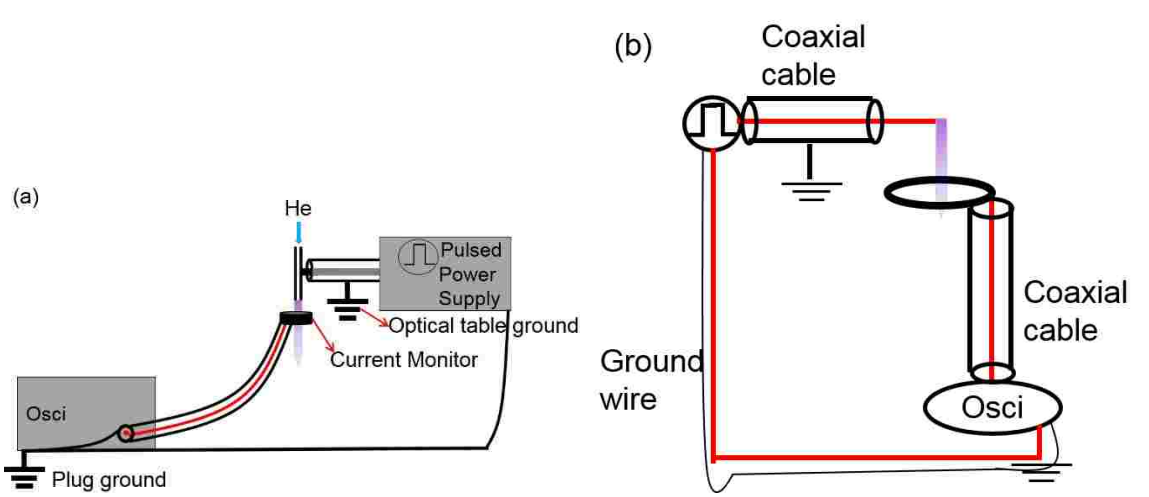 (a)
He
Pulsed
Power
Supply
Optical table ground
Current Monitor
Osci
Plug ground
(b)
Coaxial
cable
Ground
wire
Coaxial
cable
Osci